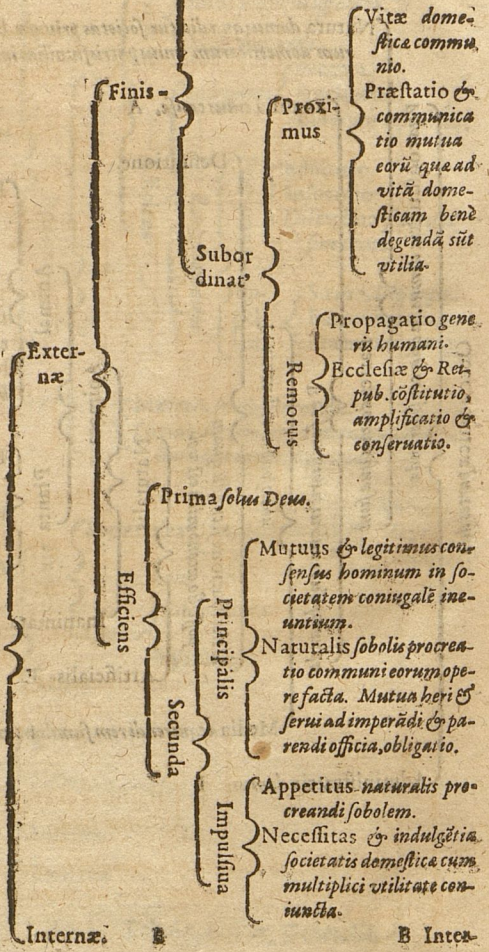 Vitæ dome-
ſticæ commu
nio.
Finis -
Præſtatio &
communica
tio mutua
eorū quæ ad
vitā dome-
ſticam benè
degendā sūt
vtilia.
Proxi-
mus
Subor
dinat'
Propagatio gene
ris humani.
Eccleſiæ & Rei-
pub. cōſtitutio,
amplificatio &
conſeruatio.
Remotus
Exter-
næ
Prima ſolus Deus.
Efficiens
Mutuus & legitimus con-
ſenſus hominum in ſo-
cietatem coniugalē ine-
untium.
Naturalis ſobolis procrea-
tio communi eorum ope-
re facta. Mutua heri &
ſerui ad imperādi & pa-
rendi officia, obligatio.
Principalis
Secunda
Appetitus naturalis pro-
creandi ſobolem.
Neceſſitas & indulgētia
ſocietatis domeſticæ cum
multiplici vtilitate con-
iuncta.
Impulſiua
Internæ. B
B Inter-